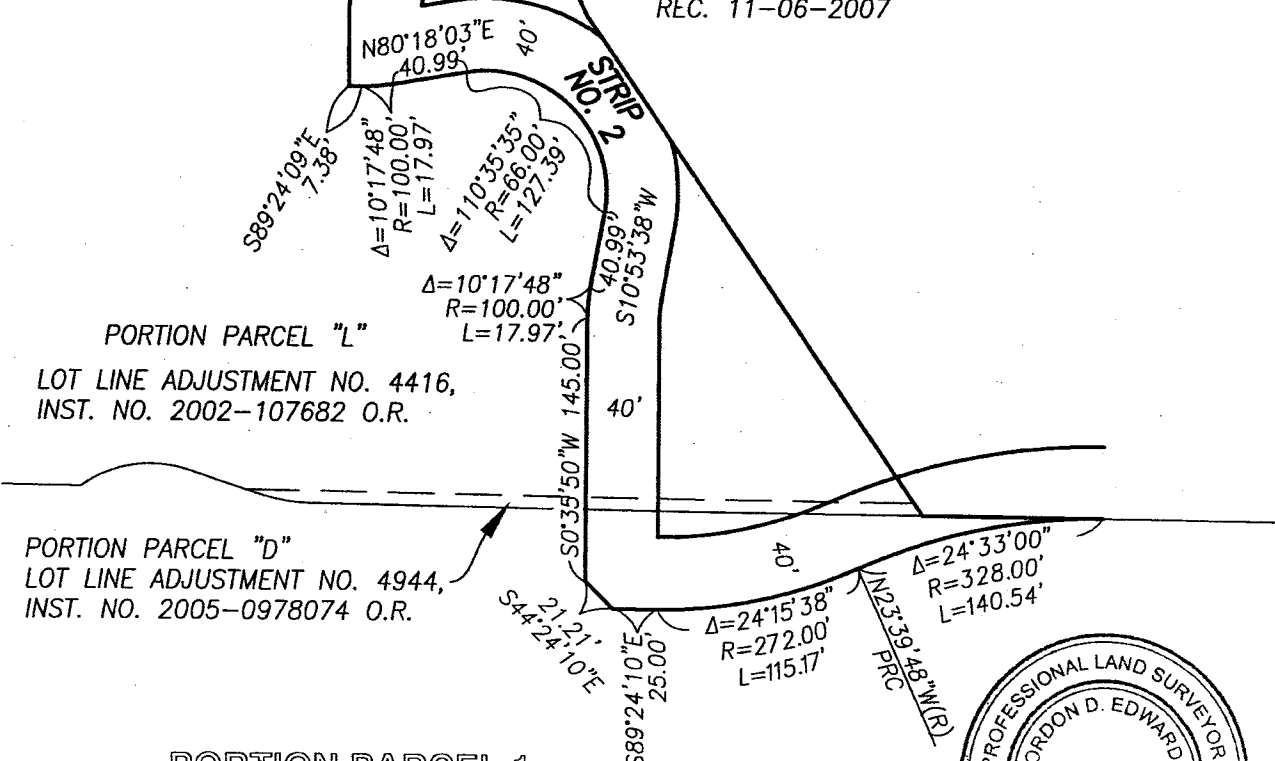 REC. 11-06-2007
N80°18'03"E
40.99'
40'
STRIP
NO. 2
S89°24'09"E
7.38'
Δ=10°17'48"
R=100.00'
L=17.97'
Δ=110°35'35"
R=66.00'
L=127.39'
40.99'
S10°53'38"W
Δ=10°17'48"
R=100.00'
L=17.97'
PORTION PARCEL "L"
LOT LINE ADJUSTMENT NO. 4416,
INST. NO. 2002-107682 O.R.
S0°35'50"W 145.00'
40'
PORTION PARCEL "D"
LOT LINE ADJUSTMENT NO. 4944,
INST. NO. 2005-0978074 O.R.
21.21'
S44°24'10"E
S89°24'10"E
25.00'
40'
Δ=24°15'38"
R=272.00'
L=115.17'
N23°39'48"W(R)
PRC
Δ=24°33'00"
R=328.00'
L=140.54'
PROFESSIONAL LAND SURVEYOR
ORDON D. EDWARD
PORTION PARCEL 1